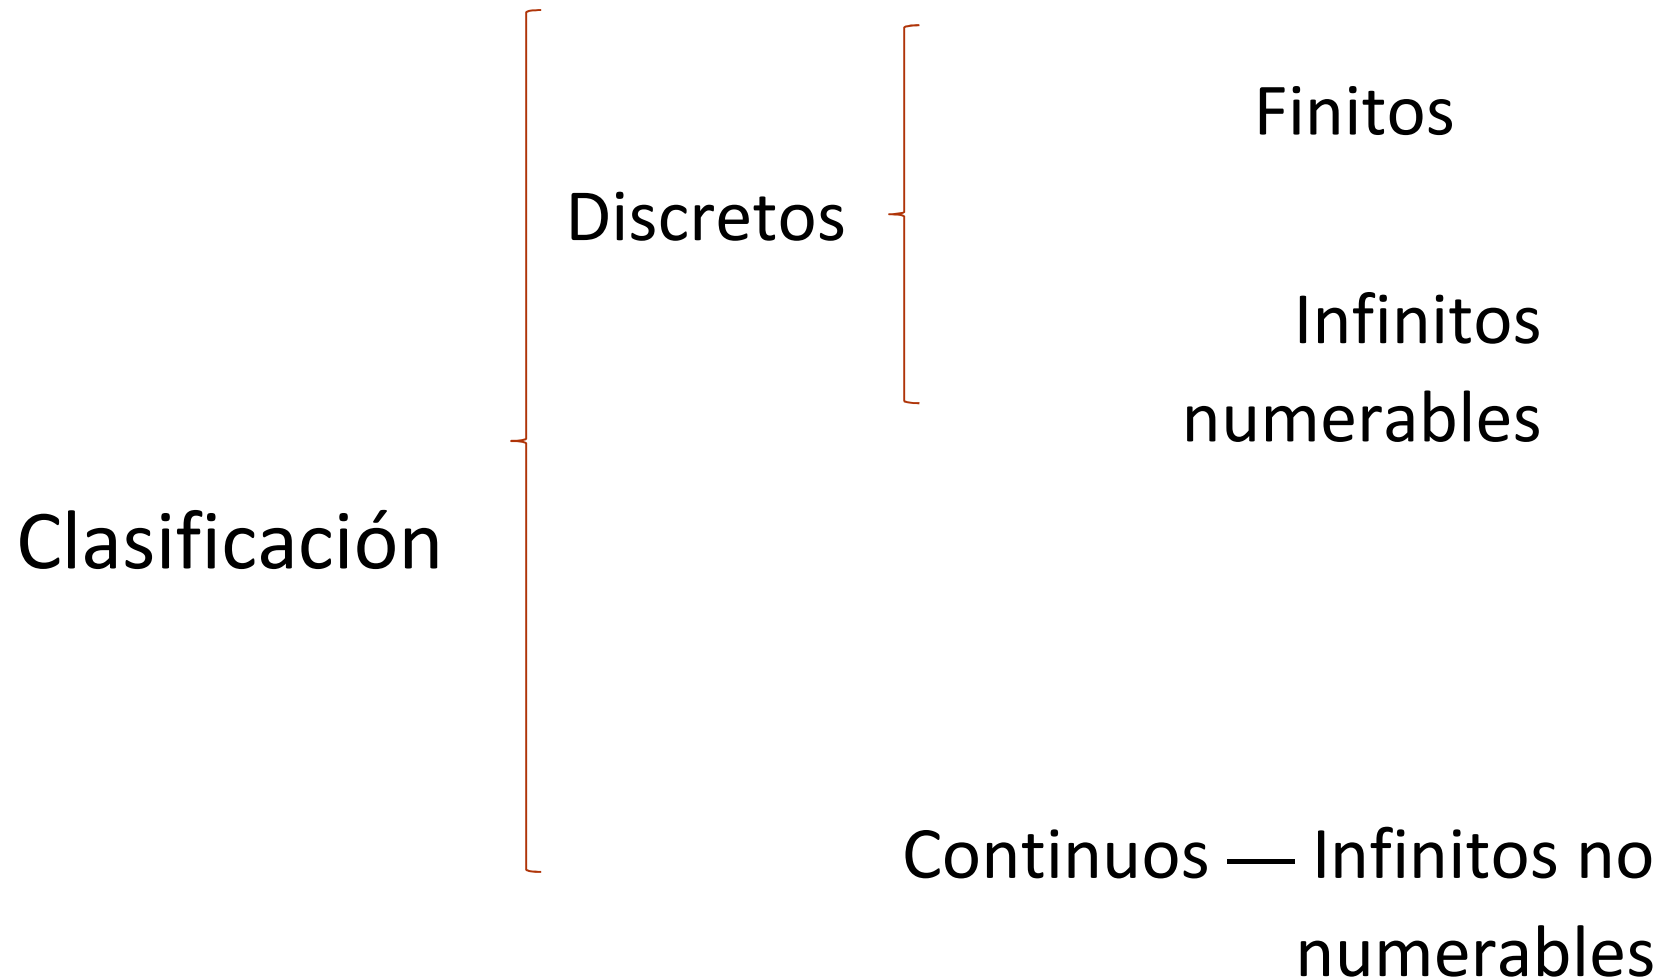 Clasificación
Discretos
Finitos
Infinitos
numerables
Continuos — Infinitos no
numerables